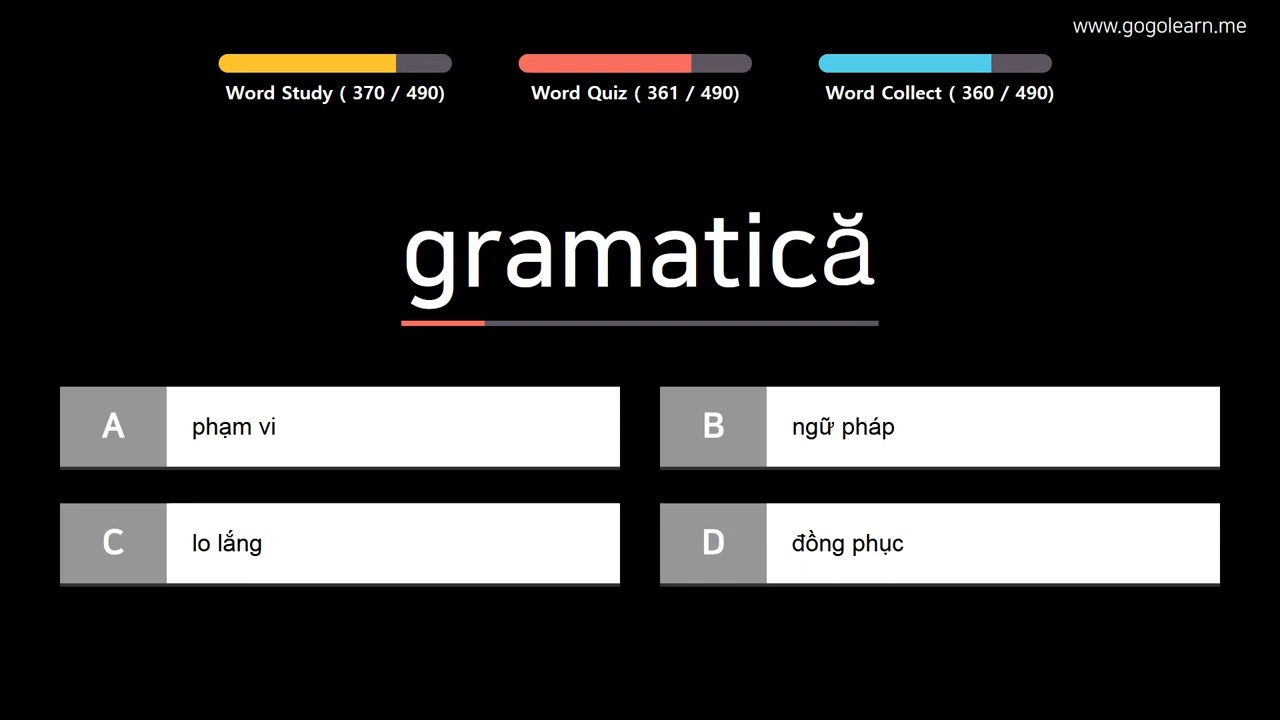 www.gogolearn.me
Word Study ( 370 / 490)
Word Quiz ( 361 / 490)
Word Collect ( 360 / 490)
gramatică
A
phạm vi
B
ngữ pháp
C
lo lắng
D
đồng phục